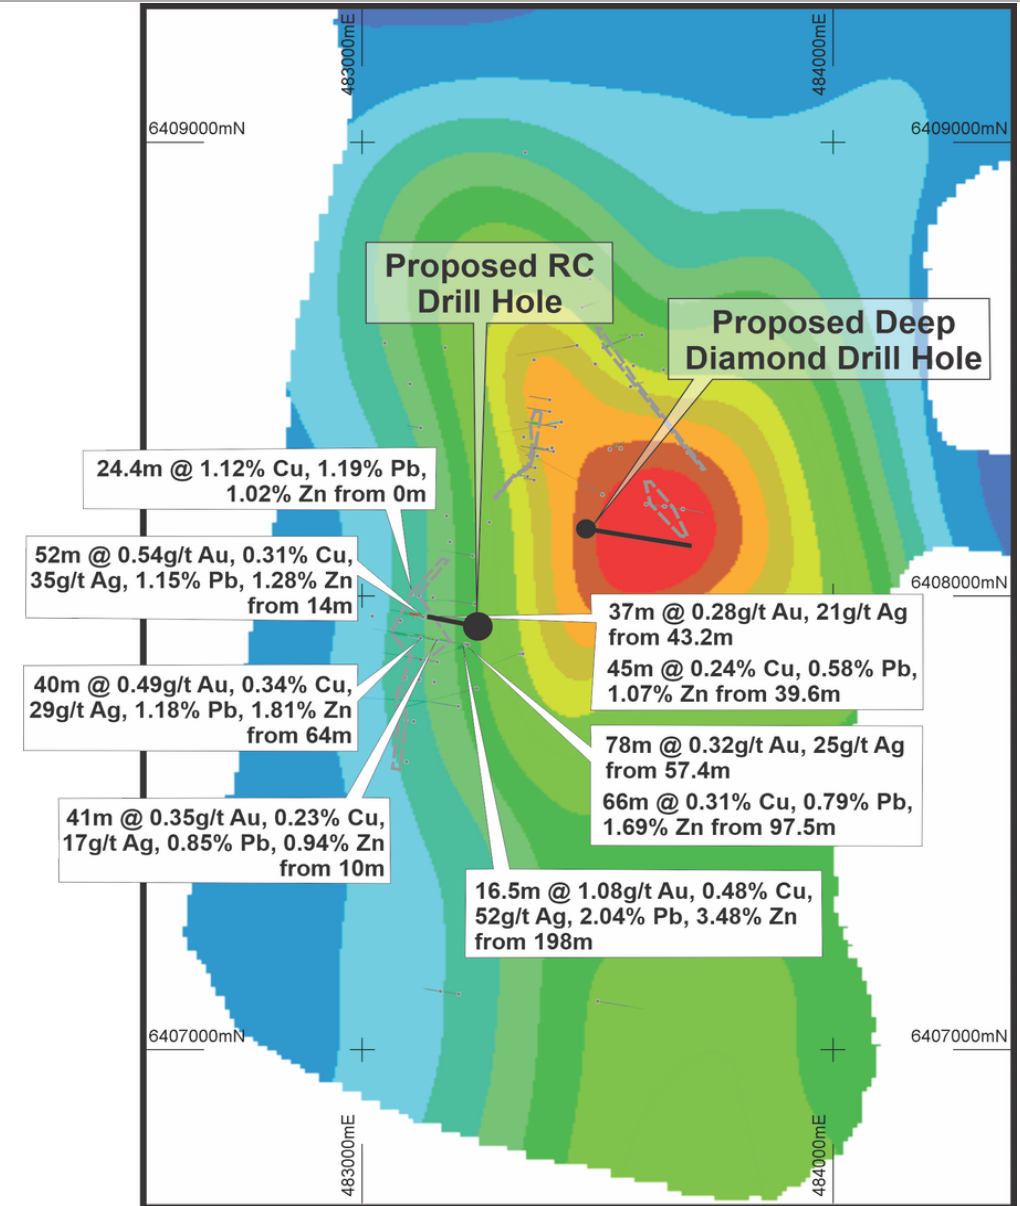 483000mE
484000mE
6409000mN
6409000mN
Proposed RC
Drill Hole
Proposed Deep
Diamond Drill Hole
24.4m @ 1.12% Cu, 1.19% Pb,
1.02% Zn from 0m
52m @ 0.54g/t Au, 0.31% Cu,
35g/t Ag, 1.15% Pb, 1.28% Zn
from 14m
6408000mN
37m @ 0.28g/t Au, 21g/t Ag
from 43.2m
45m @ 0.24% Cu, 0.58% Pb,
1.07% Zn from 39.6m
40m @ 0.49g/t Au, 0.34% Cu,
29g/t Ag, 1.18% Pb, 1.81% Zn
from 64m
78m @ 0.32g/t Au, 25g/t Ag
from 57.4m
66m @ 0.31% Cu, 0.79% Pb,
1.69% Zn from 97.5m
41m @ 0.35g/t Au, 0.23% Cu,
17g/t Ag, 0.85% Pb, 0.94% Zn
from 10m
16.5m @ 1.08g/t Au, 0.48% Cu,
52g/t Ag, 2.04% Pb, 3.48% Zn
from 198m
6407000mN
6407000mN
483000mE
484000mE